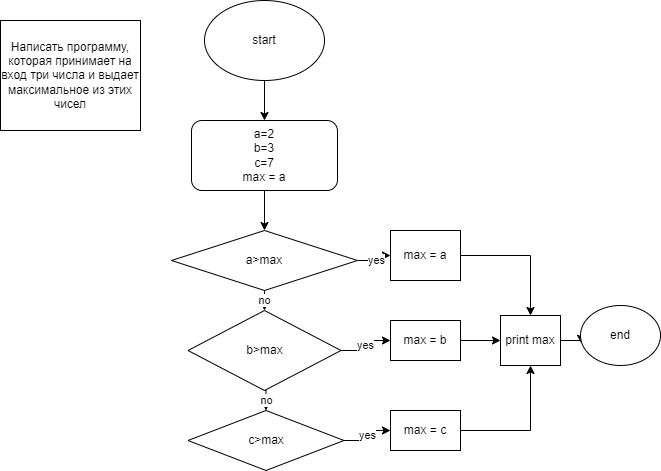 Написать программу,
которая принимает на
вход три числа и выдает
максимальное из этих
чисел
start
a=2
b=3
c=7
max = a
a>max
yes
max = a
no
b>max
yes
max = b
print max
end
no
c>max
yes
max = c